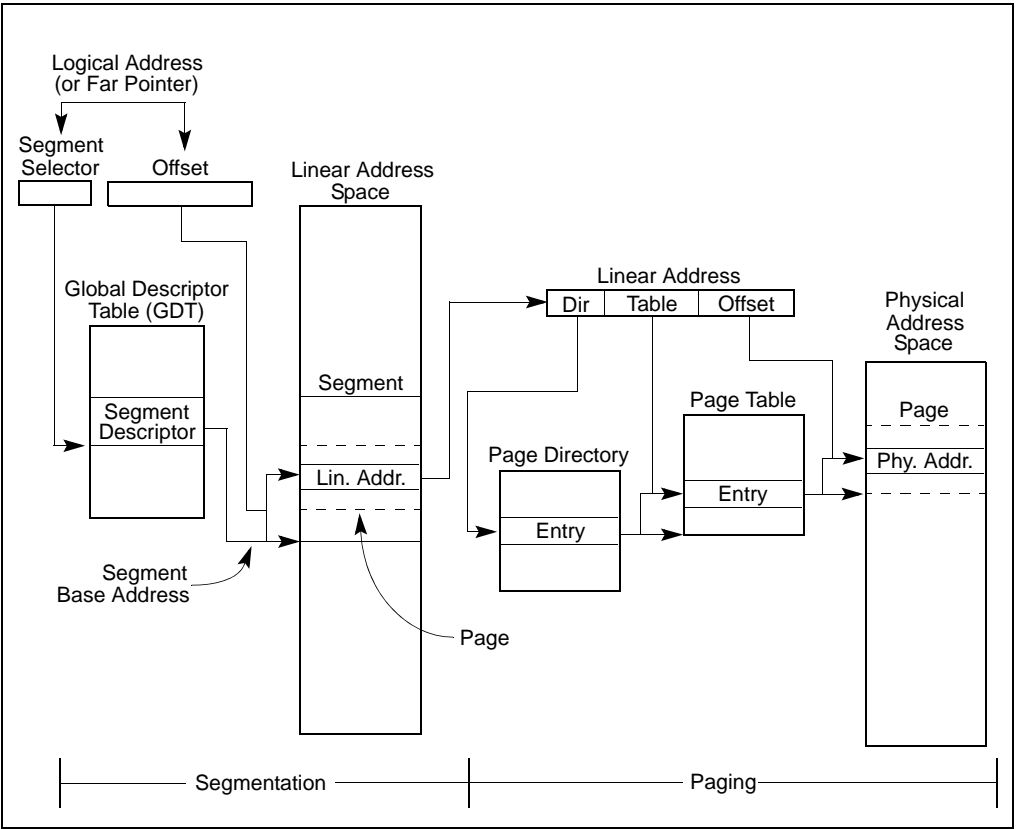 Logical Address
(or Far Pointer)
Segment
Selector
Offset
Linear Address
Space
Global Descriptor
Table (GDT)
Segment
Descriptor
Segment
Lin. Addr.
Segment
Base Address
Page
Linear Address
Dir
Table
Offset
Page Directory
Entry
Page Table
Entry
Physical
Address
Space
Page
Phy. Addr.
Segmentation
Paging